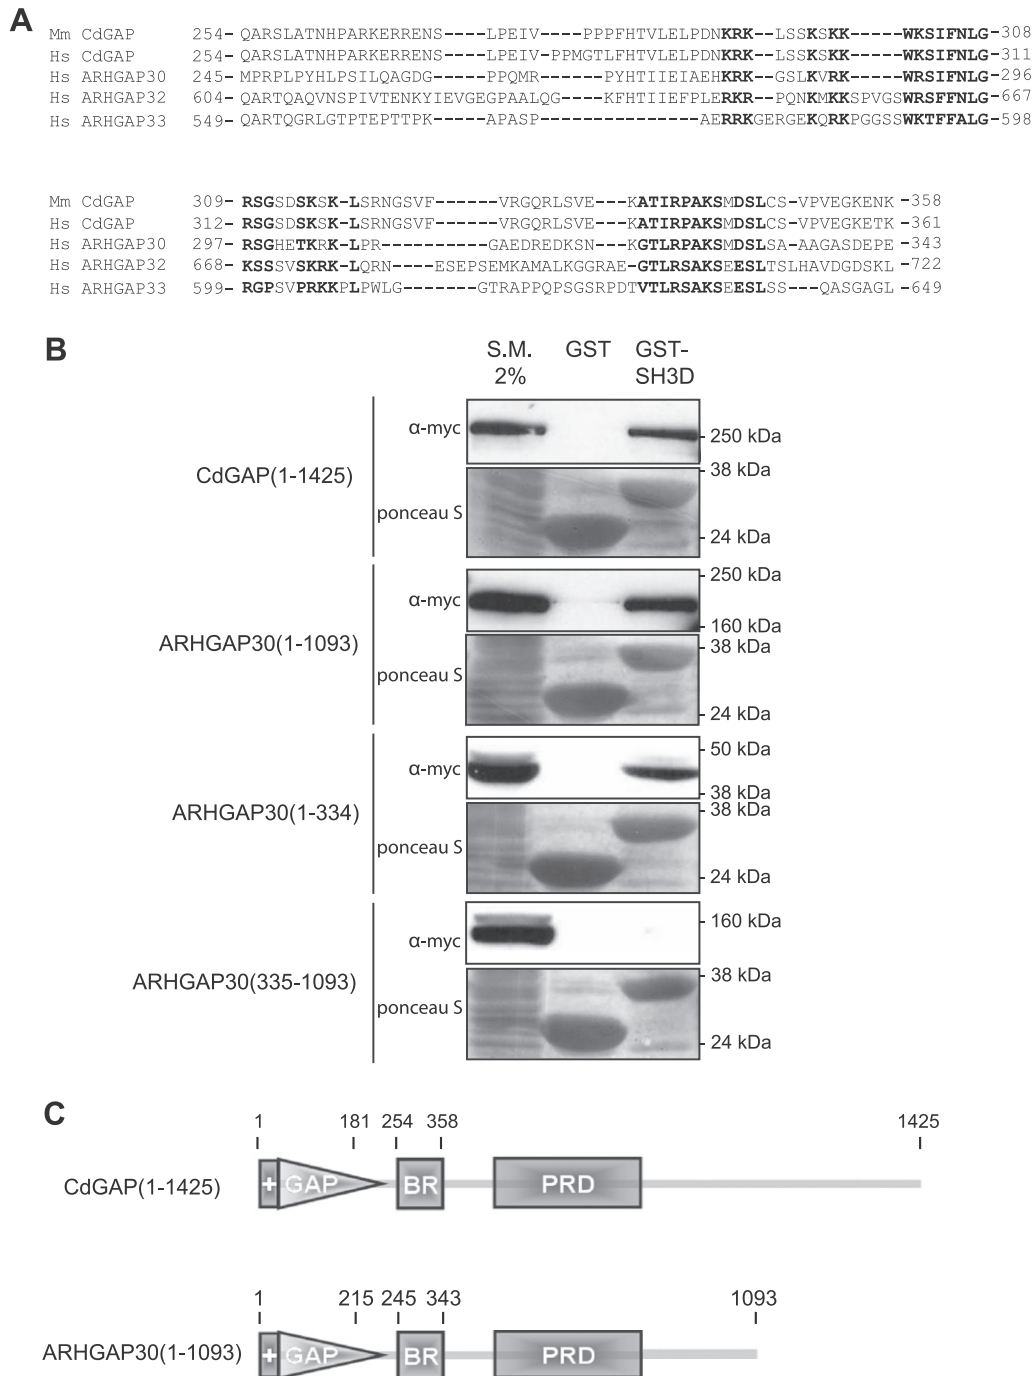 A
Mm CdGAP 254- QARSLATNHPARKERRENS----LPEIV----PPPFHTVLELPDNKRK--LSSKSKK-----WKSIFNLG-308
Hs CdGAP 254- QARSLATNHPARKERRENS----LPEIV-PPMGTLFHTVLELPDNKRK--LSSKSKK-----WKSIFNLG-311
Hs ARHGAP30 245- MPRPLPYHLPSILQAGDG-----PPQMR-----PYHTIIEIAEHKRK--GSLKVRK-----WRSIFNLG-296
Hs ARHGAP32 604- QARTQAQVNSPIVTENKYIEVGEGPAALQG---KFHTIIEFPLERKR--PQNKMKKSPVGSWRSFFNLG-667
Hs ARHGAP33 549- QARTQGRLGTPTEPTTPK-----APASP------------AERRKGERGEKQRKPGGSSWKTFFALG-598
Mm CdGAP 309- RSGSDSKSK-LSRNGSVF------VRGQRLSVE---KATIRPAKSMDSLCS-VPVEGKENTK -358
Hs CdGAP 312- RSGSDSKSK-LSRNGSVF------VRGQRLSVE---KATIRPAKSMDSLCS-VPVEGKETK -361
Hs ARHGAP30 297- RSGHETKRK-LPR---------GAEDREDKSN---KGTLRPAKSMDSLSA-AAGASDEPE -343
Hs ARHGAP32 668- KSSSVSKRK-LQRN----ESEPSEMKAMALKGGRAE-GTLRSAKSEESLTSLHAVDGDSKL -722
Hs ARHGAP33 599- RGPSVPRKKPLPWLG-------GTRAPPQPSGSRPDTVTLRSAKSEESLSS---QASGAGL -649
B
S.M. 2% GST GST-SH3D
CdGAP(1-1425)
α-myc
250 kDa
38 kDa
ponceau S
24 kDa
ARHGAP30(1-1093)
250 kDa
α-myc
160 kDa
38 kDa
ponceau S
24 kDa
ARHGAP30(1-334)
50 kDa
α-myc
38 kDa
38 kDa
ponceau S
24 kDa
ARHGAP30(335-1093)
160 kDa
α-myc
38 kDa
ponceau S
24 kDa
C
1 181 254 358 1425
CdGAP(1-1425) + GAP BR PRD
1 215 245 343 1093
ARHGAP30(1-1093) + GAP BR PRD